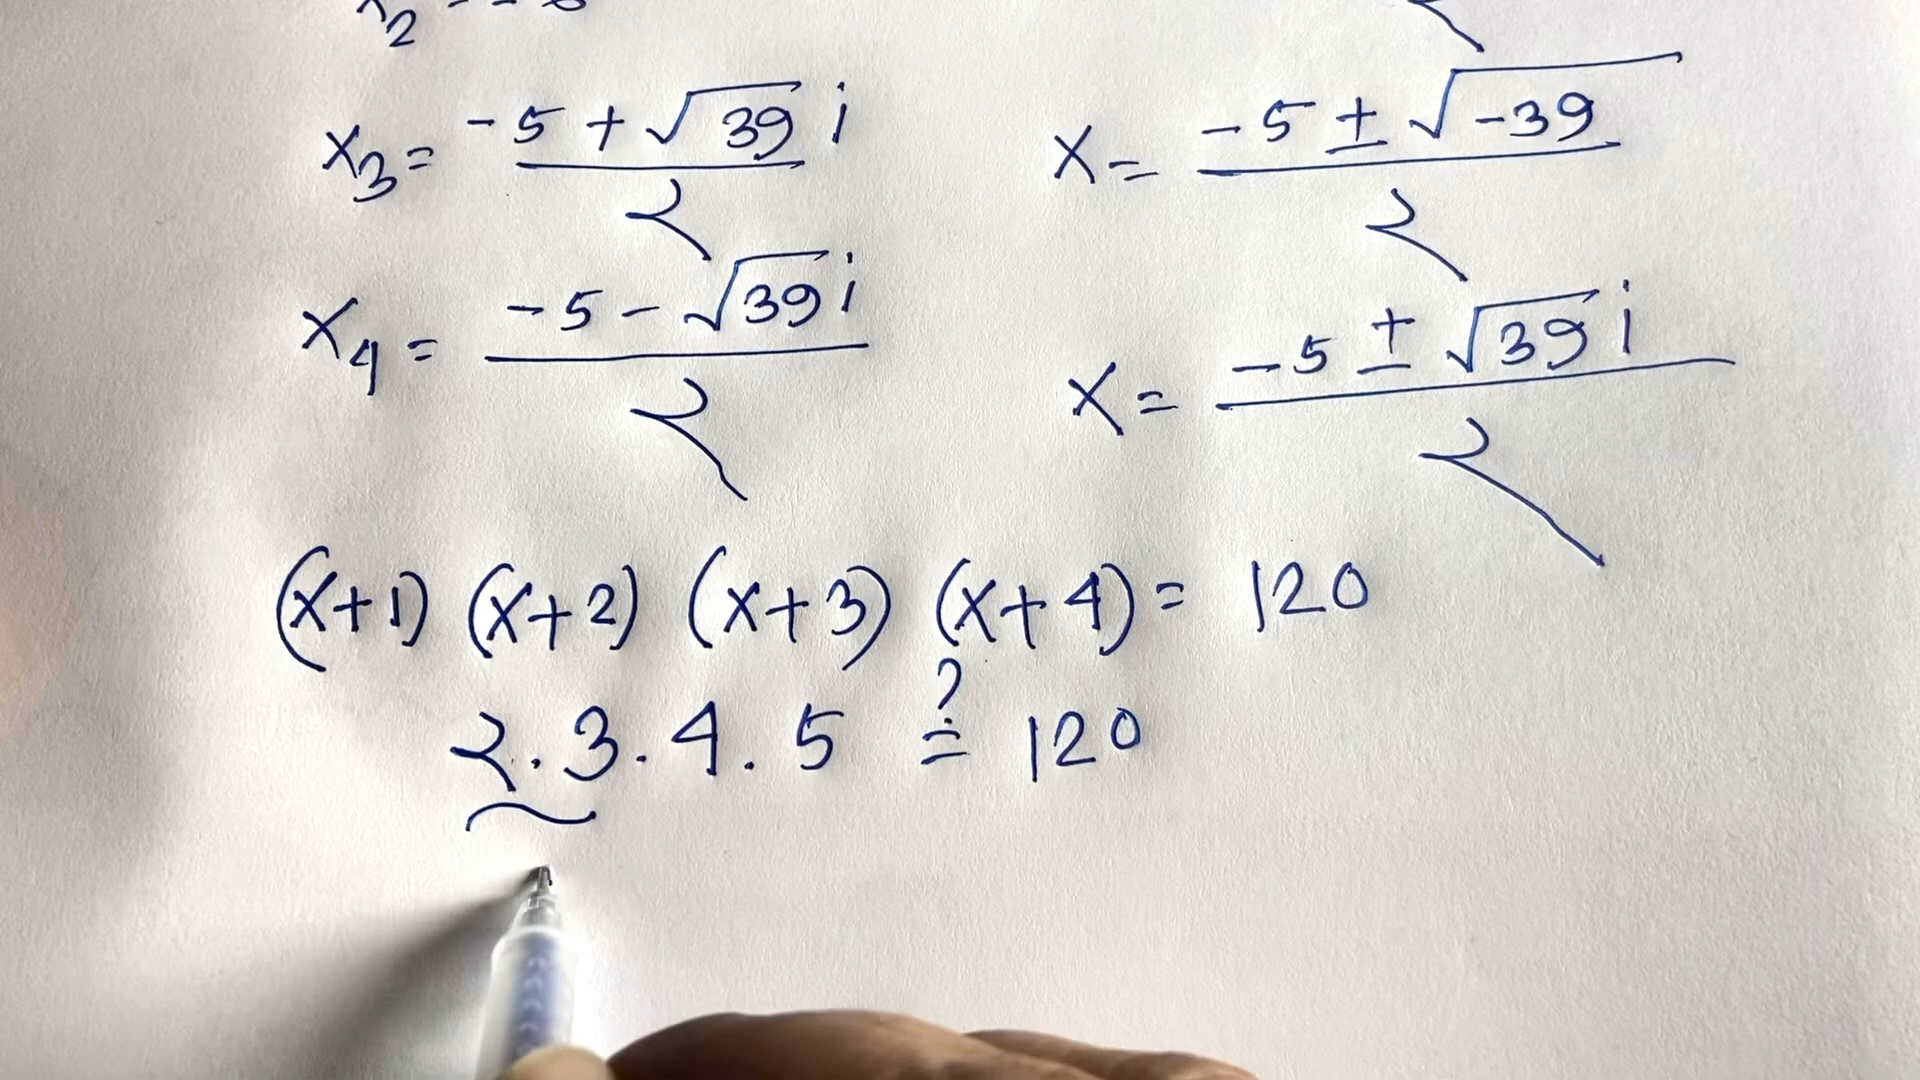 x₃ = (-5 + √39 i) / 2
x = (-5 ± √-39) / 2
x₄ = (-5 - √39 i) / 2
x = (-5 ± √39 i) / 2
(x+1) (x+2) (x+3) (x+4) = 120
2 . 3 . 4 . 5 ≟ 120